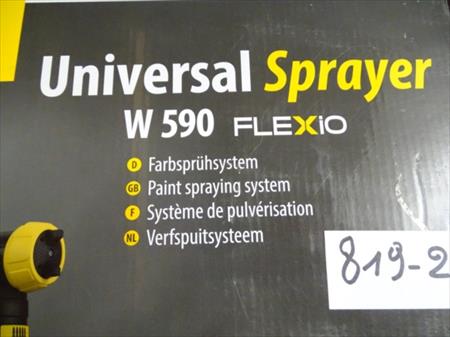 Universal Sprayer
W 590 FLEXiO
D Farbsprühsystem
GB Paint spraying system
F Système de pulvérisation
NL Verfspuitsysteem
819-2